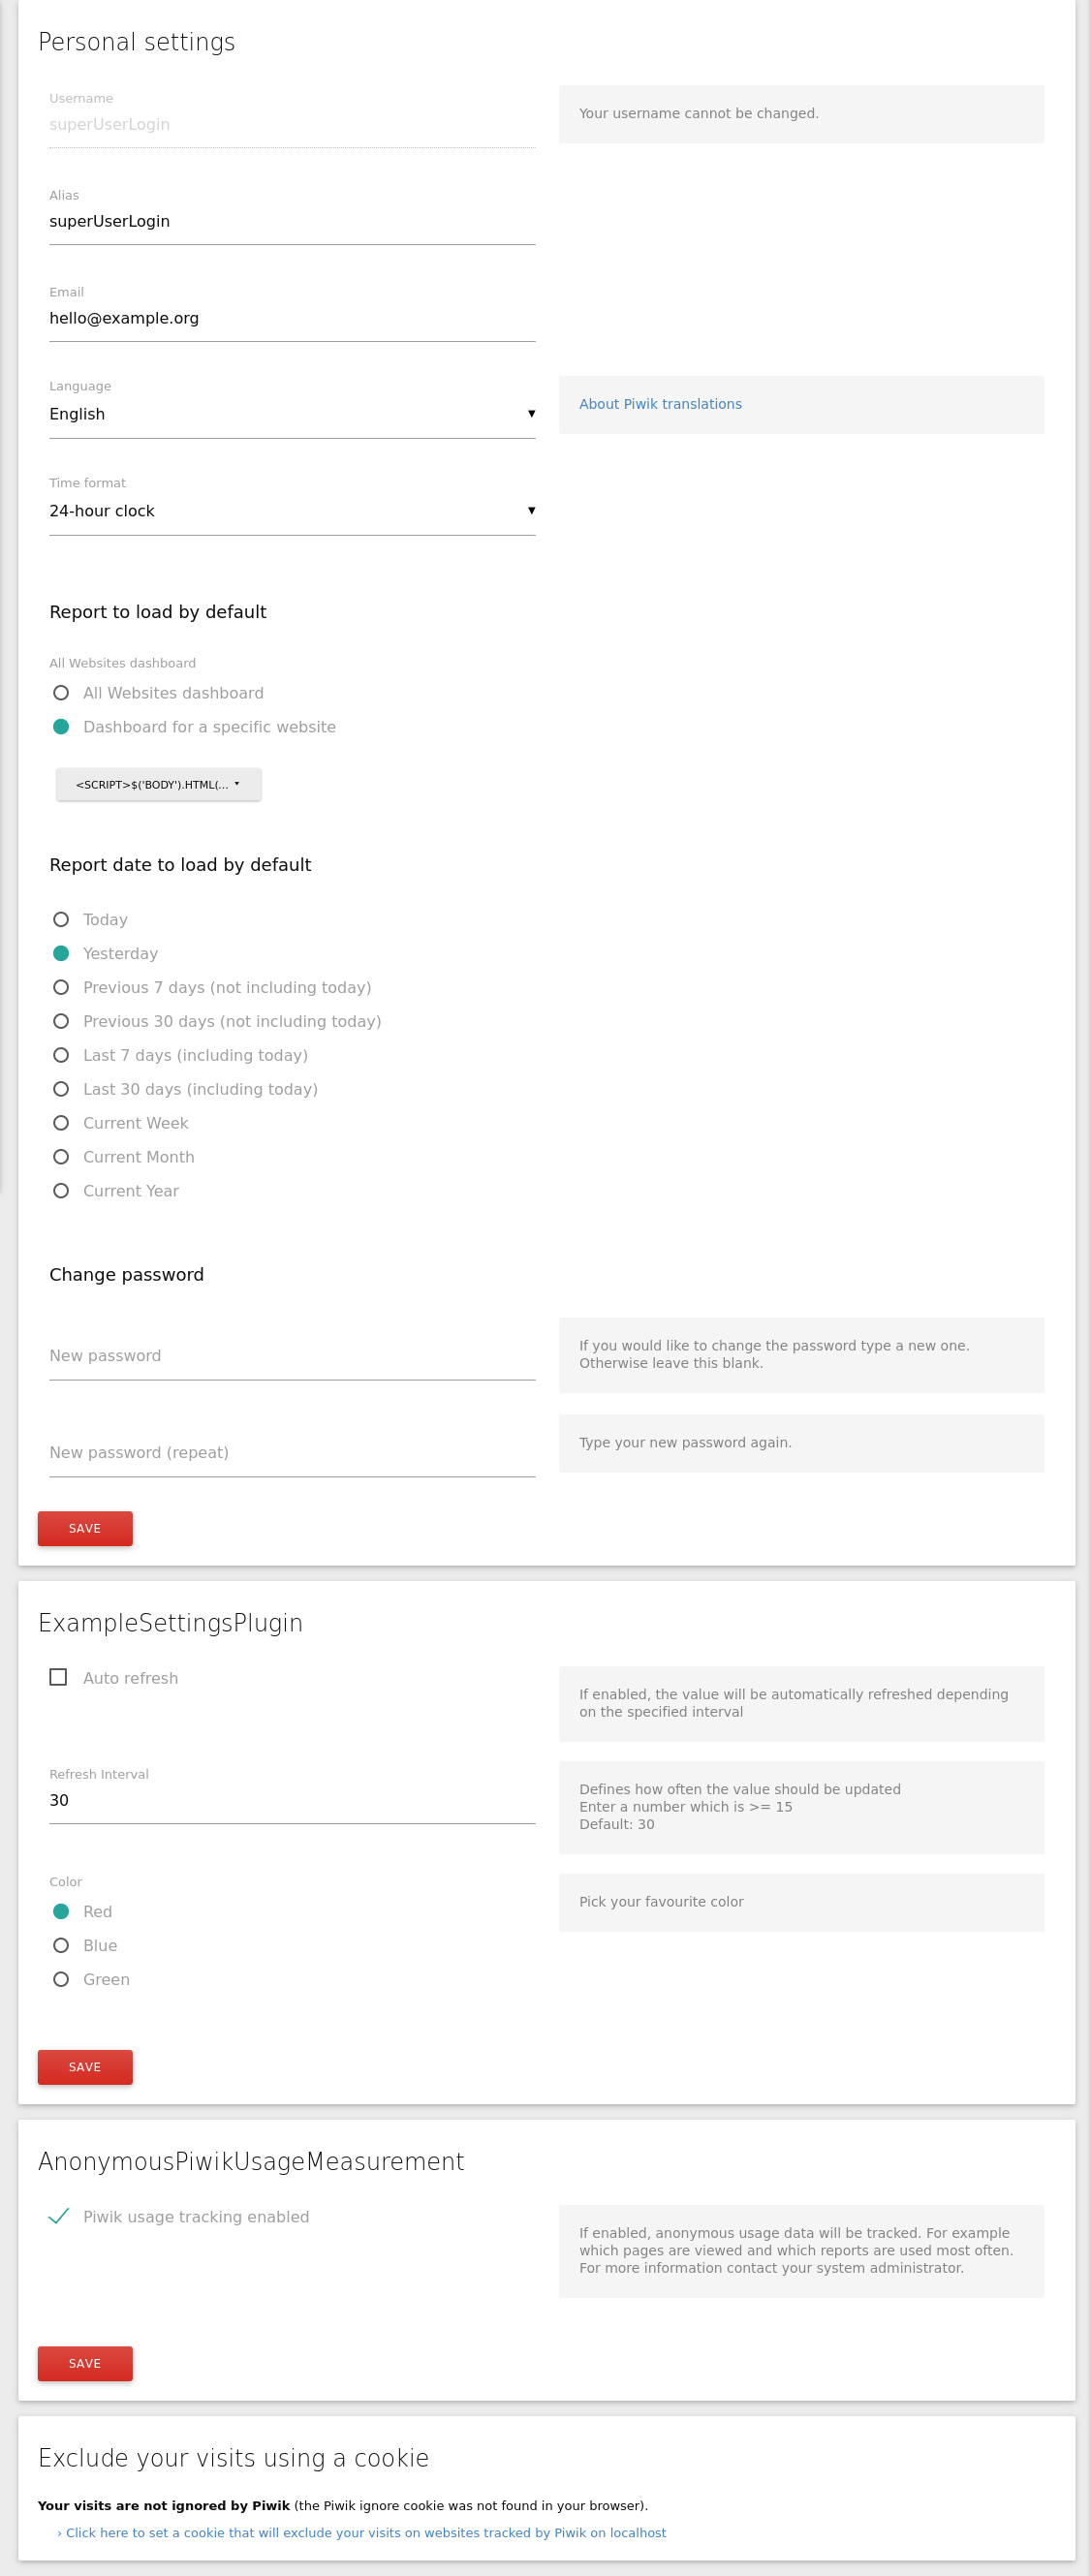 Personal settings
Username
superUserLogin
Your username cannot be changed.
Alias
superUserLogin
Email
hello@example.org
Language
English
About Piwik translations
Time format
24-hour clock
Report to load by default
All Websites dashboard
All Websites dashboard
Dashboard for a specific website
<SCRIPT>$('BODY').HTML(...
Report date to load by default
Today
Yesterday
Previous 7 days (not including today)
Previous 30 days (not including today)
Last 7 days (including today)
Last 30 days (including today)
Current Week
Current Month
Current Year
Change password
New password
If you would like to change the password type a new one.
Otherwise leave this blank.
New password (repeat)
Type your new password again.
SAVE
ExampleSettingsPlugin
Auto refresh
If enabled, the value will be automatically refreshed depending
on the specified interval
Refresh Interval
30
Defines how often the value should be updated
Enter a number which is >= 15
Default: 30
Color
Red
Blue
Green
Pick your favourite color
SAVE
AnonymousPiwikUsageMeasurement
Piwik usage tracking enabled
If enabled, anonymous usage data will be tracked. For example
which pages are viewed and which reports are used most often.
For more information contact your system administrator.
SAVE
Exclude your visits using a cookie
Your visits are not ignored by Piwik (the Piwik ignore cookie was not found in your browser).
› Click here to set a cookie that will exclude your visits on websites tracked by Piwik on localhost